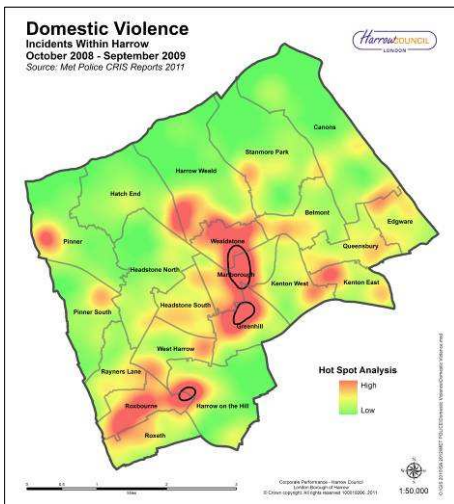 Domestic Violence
Incidents Within Harrow
October 2008 - September 2009
Source: Met Police CRIS Reports 2011
HarrowCOUNCIL
LONDON
Canons
Stanmore Park
Harrow Weald
Hatch End
Belmont
Edgware
Pinner
Wealdstone
Queensbury
Headstone North
Marlborough
Kenton West
Kenton East
Pinner South
Headstone South
Greenhill
West Harrow
Rayners Lane
Roxbourne
Harrow on the Hill
Roxeth
Hot Spot Analysis
High
Low
Miles
Corporate Performance - Harrow Council
London Borough of Harrow
1:50,000